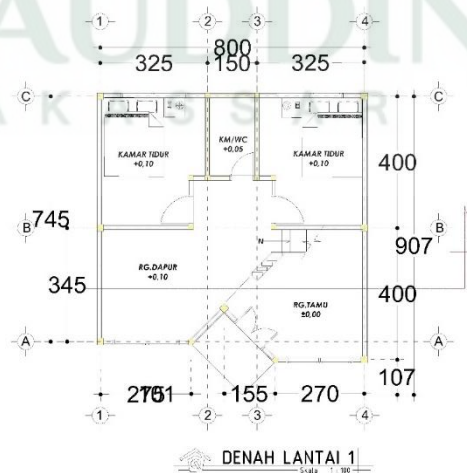 AUDDIN
AKASSAR
1 2 3 4
800
325 150 325
C C
KAMAR TIDUR
+0,10
KM/WC
+0,05
KAMAR TIDUR
+0,10
400
745
B B
907
RG.DAPUR
+0.10
N
345
400
RG.TAMU
±0,00
A A
107
155 270
1 2 3 4
DENAH LANTAI 1
Skala 1 : 100